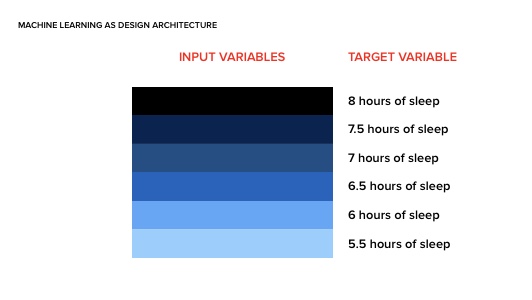 MACHINE LEARNING AS DESIGN ARCHITECTURE
INPUT VARIABLES TARGET VARIABLE
8 hours of sleep
7.5 hours of sleep
7 hours of sleep
6.5 hours of sleep
6 hours of sleep
5.5 hours of sleep